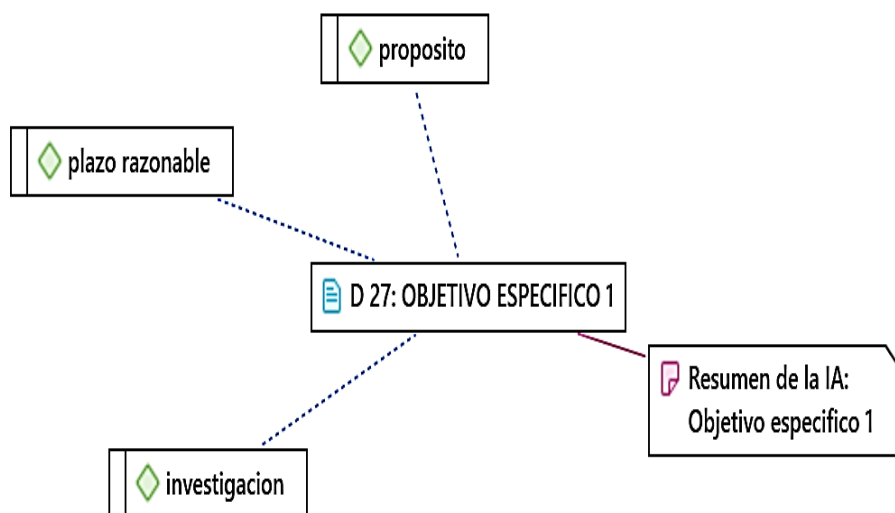 proposito
plazo razonable
D 27: OBJETIVO ESPECIFICO 1
Resumen de la IA:
Objetivo especifico 1
investigacion